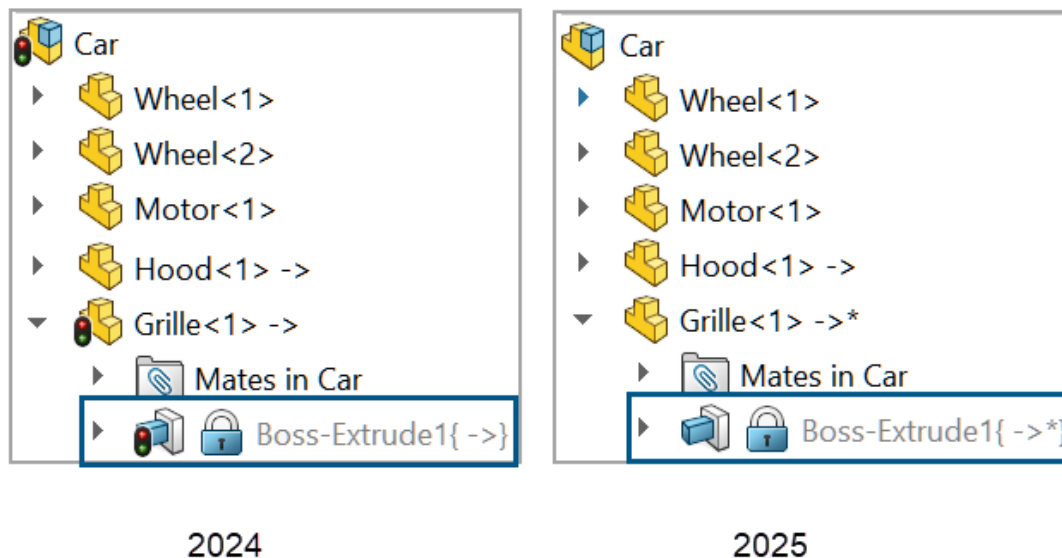 Car
Wheel<1>
Wheel<2>
Motor<1>
Hood<1> ->
Grille<1> ->
Mates in Car
Boss-Extrude1{ ->}
2024
Car
Wheel<1>
Wheel<2>
Motor<1>
Hood<1> ->
Grille<1> ->*
Mates in Car
Boss-Extrude1{ ->*}
2025